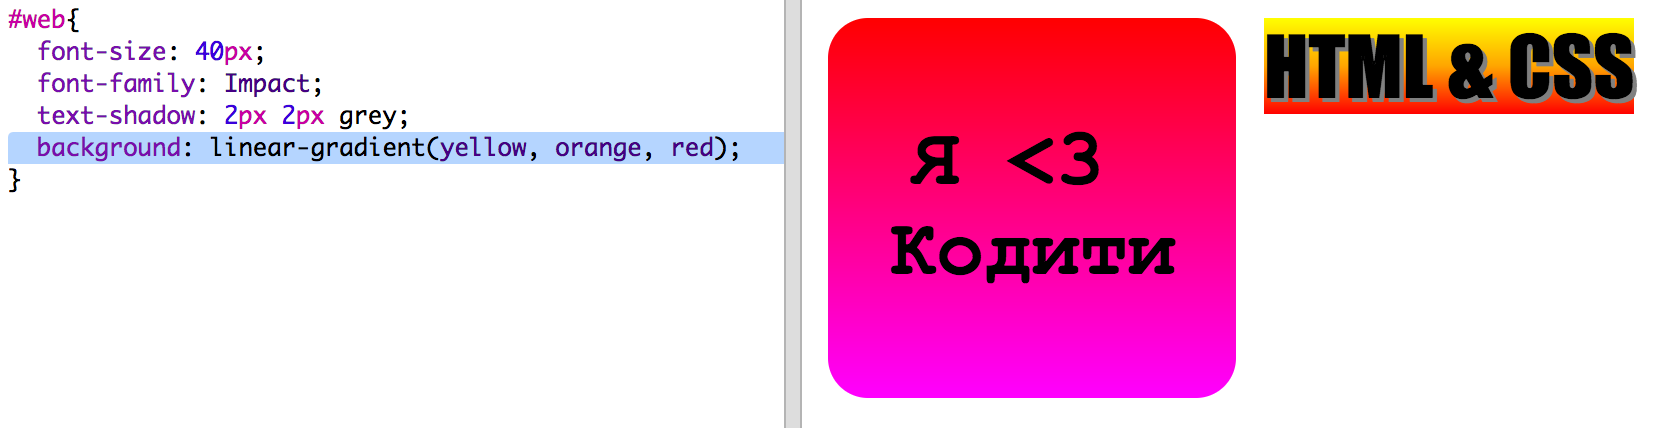 #web{
  font-size: 40px;
  font-family: Impact;
  text-shadow: 2px 2px grey;
  background: linear-gradient(yellow, orange, red);
}
Я <3
Кодити
HTML & CSS